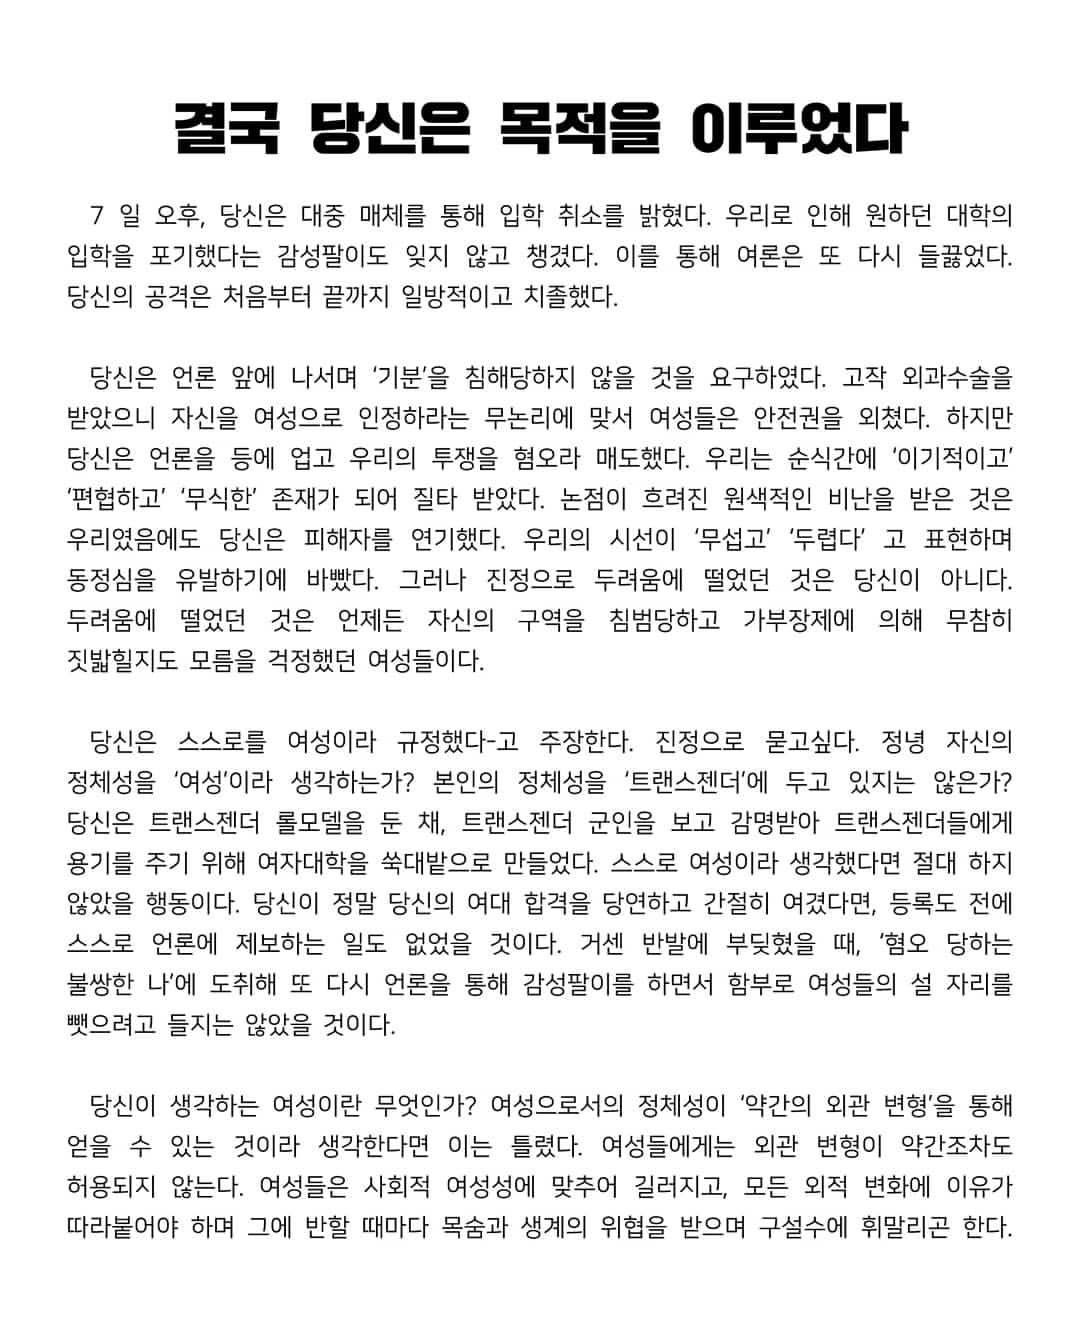 결국 당신은 목적을 이루었다
7 일 오후, 당신은 대중 매체를 통해 입학 취소를 밝혔다. 우리로 인해 원하던 대학의
입학을 포기했다는 감성팔이도 잊지 않고 챙겼다. 이를 통해 여론은 또 다시 들끓었다.
당신의 공격은 처음부터 끝까지 일방적이고 치졸했다.
당신은 언론 앞에 나서며 ‘기분’을 침해당하지 않을 것을 요구하였다. 고작 외과수술을
받았으니 자신을 여성으로 인정하라는 무논리에 맞서 여성들은 안전권을 외쳤다. 하지만
당신은 언론을 등에 업고 우리의 투쟁을 혐오라 매도했다. 우리는 순식간에 ‘이기적이고’
‘편협하고’ ‘무식한’ 존재가 되어 질타 받았다. 논점이 흐려진 원색적인 비난을 받은 것은
우리였음에도 당신은 피해자를 연기했다. 우리의 시선이 ‘무섭고’ ‘두렵다’ 고 표현하며
동정심을 유발하기에 바빴다. 그러나 진정으로 두려움에 떨었던 것은 당신이 아니다.
두려움에 떨었던 것은 언제든 자신의 구역을 침범당하고 가부장제에 의해 무참히
짓밟힐지도 모름을 걱정했던 여성들이다.
당신은 스스로를 여성이라 규정했다-고 주장한다. 진정으로 묻고싶다. 정녕 자신의
정체성을 ‘여성’이라 생각하는가? 본인의 정체성을 ‘트랜스젠더’에 두고 있지는 않은가?
당신은 트랜스젠더 롤모델을 둔 채, 트랜스젠더 군인을 보고 감명받아 트랜스젠더들에게
용기를 주기 위해 여자대학을 쑥대밭으로 만들었다. 스스로 여성이라 생각했다면 절대 하지
않았을 행동이다. 당신이 정말 당신의 여대 합격을 당연하고 간절히 여겼다면, 등록도 전에
스스로 언론에 제보하는 일도 없었을 것이다. 거센 반발에 부딪혔을 때, ‘혐오 당하는
불쌍한 나’에 도취해 또 다시 언론을 통해 감성팔이를 하면서 함부로 여성들의 설 자리를
뺏으려고 들지는 않았을 것이다.
당신이 생각하는 여성이란 무엇인가? 여성으로서의 정체성이 ‘약간의 외관 변형’을 통해
얻을 수 있는 것이라 생각한다면 이는 틀렸다. 여성들에게는 외관 변형이 약간조차도
허용되지 않는다. 여성들은 사회적 여성성에 맞추어 길러지고, 모든 외적 변화에 이유가
따라붙어야 하며 그에 반할 때마다 목숨과 생계의 위협을 받으며 구설수에 휘말리곤 한다.